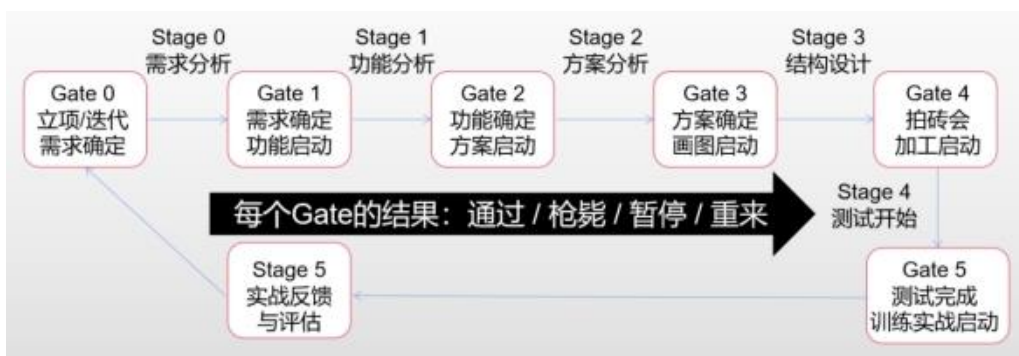 Stage 0
需求分析
Stage 1
功能分析
Stage 2
方案分析
Stage 3
结构设计
Gate 0
立项/迭代
需求确定
Gate 1
需求确定
功能启动
Gate 2
功能确定
方案启动
Gate 3
方案确定
画图启动
Gate 4
拍砖会
加工启动
每个Gate的结果：通过 / 枪毙 / 暂停 / 重来
Stage 4
测试开始
Stage 5
实战反馈
与评估
Gate 5
测试完成
训练实战启动